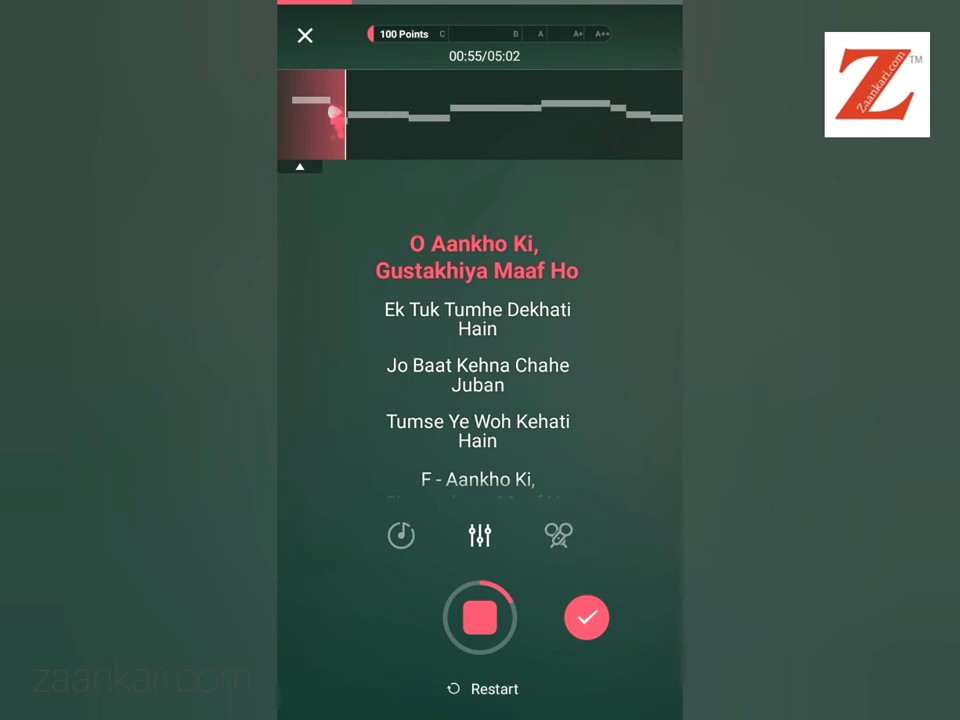 100 Points C B A A+ A++
00:55/05:02
Z
Zaankari.com
TM
O Aankho Ki,
Gustakhiya Maaf Ho
Ek Tuk Tumhe Dekhati
Hain
Jo Baat Kehna Chahe
Juban
Tumse Ye Woh Kehati
Hain
F - Aankho Ki,
Restart
zaankari.com